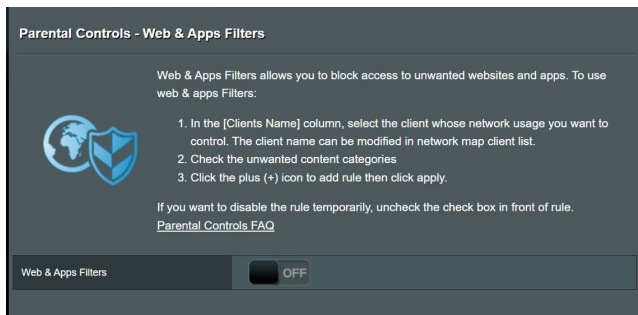 Parental Controls - Web & Apps Filters
Web & Apps Filters allows you to block access to unwanted websites and apps. To use
web & apps Filters:
1. In the [Clients Name] column, select the client whose network usage you want to
control. The client name can be modified in network map client list.
2. Check the unwanted content categories
3. Click the plus (+) icon to add rule then click apply.
If you want to disable the rule temporarily, uncheck the check box in front of rule.
Parental Controls FAQ
Web & Apps Filters
OFF